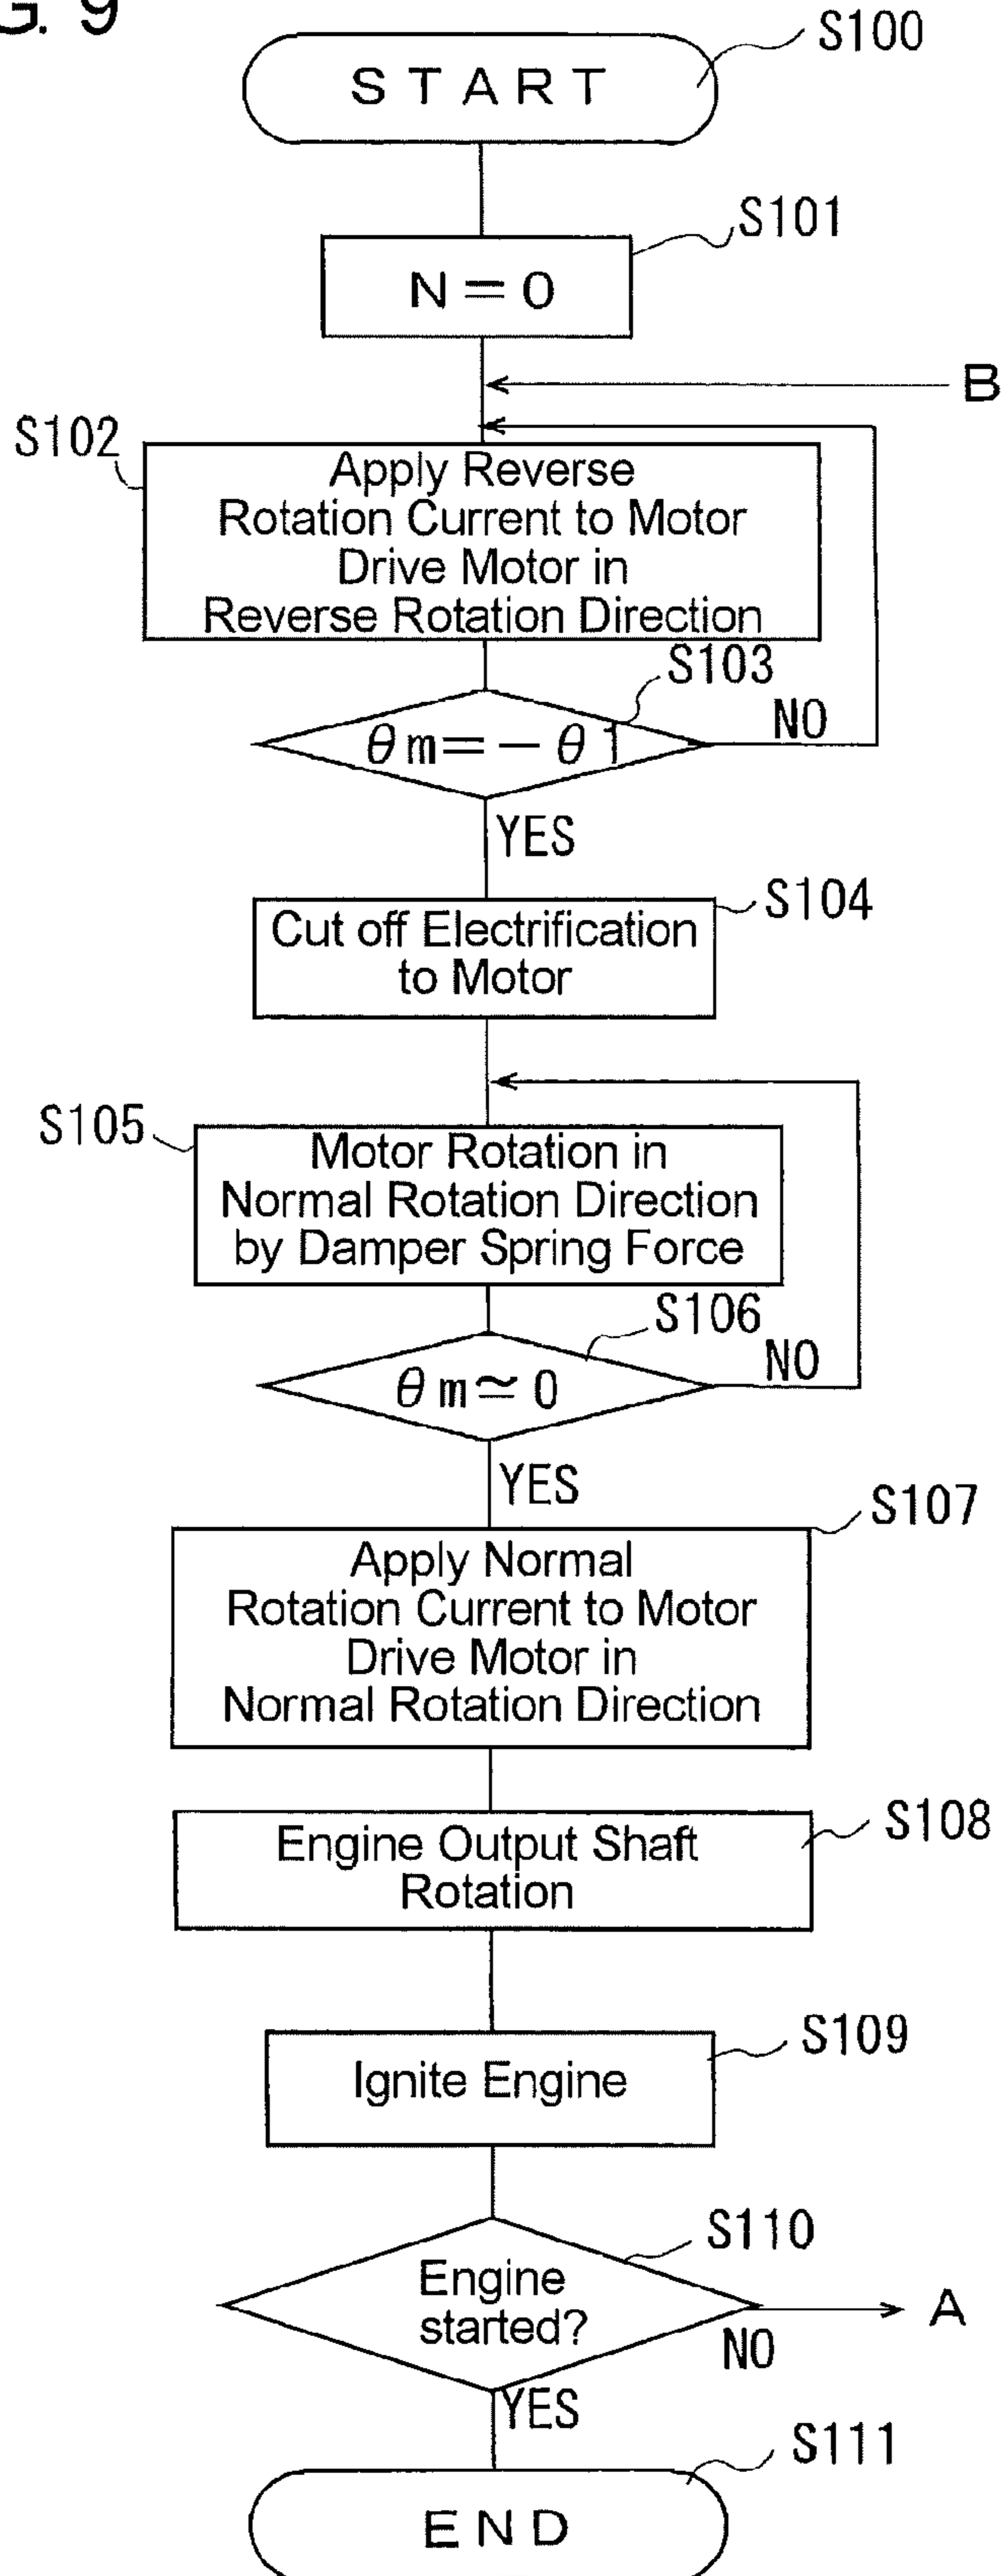 G. 9
S100
START
S101
N=0
B
S102
Apply Reverse
Rotation Current to Motor
Drive Motor in
Reverse Rotation Direction
S103
θm=-θ1
NO
YES
S104
Cut off Electrification
to Motor
S105
Motor Rotation in
Normal Rotation Direction
by Damper Spring Force
S106
θm≃0
NO
YES
S107
Apply Normal
Rotation Current to Motor
Drive Motor in
Normal Rotation Direction
S108
Engine Output Shaft
Rotation
S109
Ignite Engine
S110
Engine
started?
A
NO
YES
S111
END